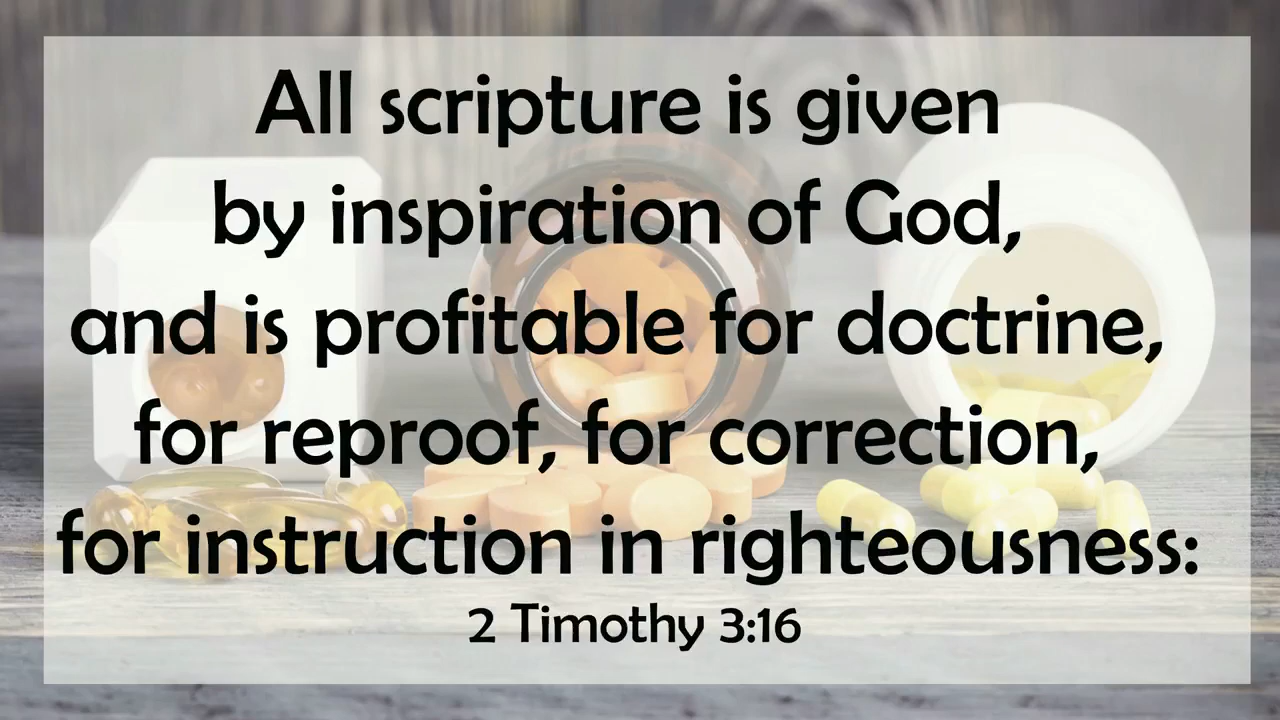 All scripture is given
by inspiration of God,
and is profitable for doctrine,
for reproof, for correction,
for instruction in righteousness:
2 Timothy 3:16